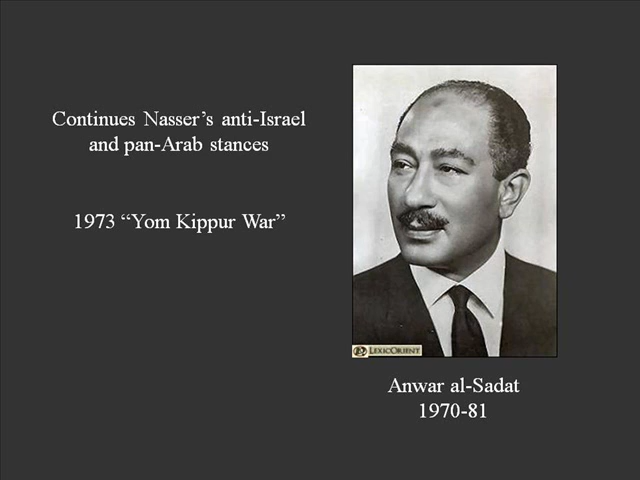 Continues Nasser’s anti-Israel
and pan-Arab stances
1973 “Yom Kippur War”
LEXICORIENT
Anwar al-Sadat
1970-81